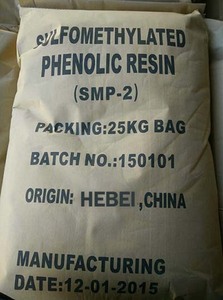 SULFOMETHYLATED
PHENOLIC RESIN
(SMP-2)
PACKING:25KG BAG
BATCH NO.:150101
ORIGIN: HEBEI,CHINA
MANUFACTURING
DATE:12-01-2015